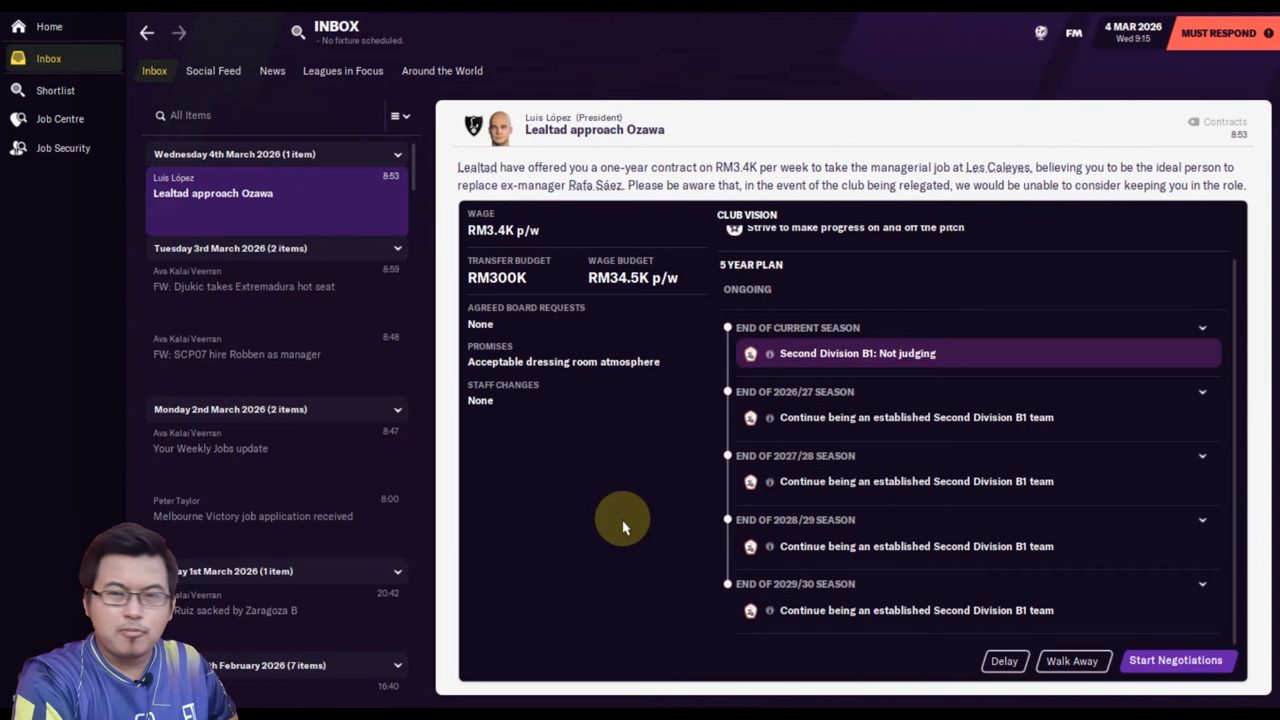 Home
Inbox
Shortlist
Job Centre
Job Security
INBOX
- No fixture scheduled.
FM
4 MAR 2026
Wed 9:15
MUST RESPOND
Inbox
Social Feed
News
Leagues in Focus
Around the World
All Items
Wednesday 4th March 2026 (1 item)
Luis López
8:53
Lealtad approach Ozawa
Tuesday 3rd March 2026 (2 items)
Ava Kalai Veerran
8:59
FW: Djukic takes Extremadura hot seat
Ava Kalai Veerran
8:48
FW: SCP07 hire Robben as manager
Monday 2nd March 2026 (2 items)
Ava Kalai Veerran
8:47
Your Weekly Jobs update
Peter Taylor
8:00
Melbourne Victory job application received
1st March 2026 (1 item)
Kalai Veerran
20:42
Ruiz sacked by Zaragoza B
February 2026 (7 items)
16:40
Luis López (President)
Lealtad approach Ozawa
Contracts
8:53
Lealtad have offered you a one-year contract on RM3.4K per week to take the managerial job at Les Caleyes, believing you to be the ideal person to
replace ex-manager Rafa Sáez. Please be aware that, in the event of the club being relegated, we would be unable to consider keeping you in the role.
WAGE
RM3.4K p/w
TRANSFER BUDGET
WAGE BUDGET
RM300K
RM34.5K p/w
AGREED BOARD REQUESTS
None
PROMISES
Acceptable dressing room atmosphere
STAFF CHANGES
None
CLUB VISION
Strive to make progress on and off the pitch
5 YEAR PLAN
ONGOING
END OF CURRENT SEASON
Second Division B1: Not judging
END OF 2026/27 SEASON
Continue being an established Second Division B1 team
END OF 2027/28 SEASON
Continue being an established Second Division B1 team
END OF 2028/29 SEASON
Continue being an established Second Division B1 team
END OF 2029/30 SEASON
Continue being an established Second Division B1 team
Delay
Walk Away
Start Negotiations